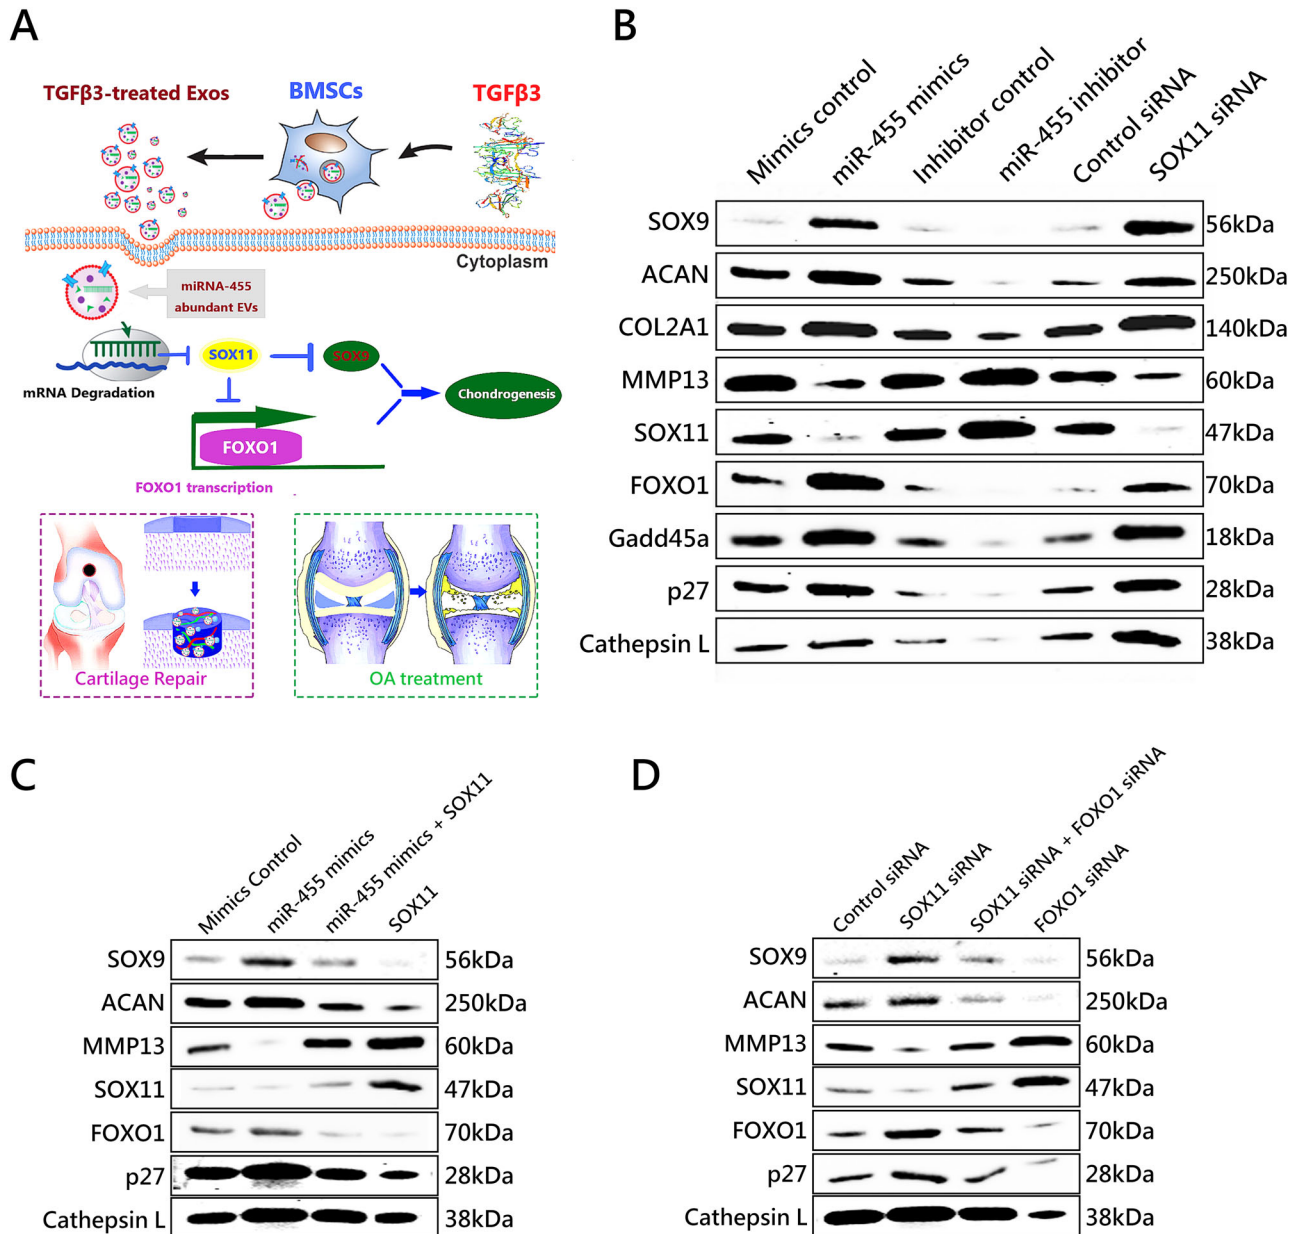 A
TGFβ3-treated Exos
BMSCs
TGFβ3
Cytoplasm
miRNA-455
abundant EVs
SOX11
SOX9
mRNA Degradation
Chondrogenesis
FOXO1
FOXO1 transcription
Cartilage Repair
OA treatment
B
Mimics control
miR-455 mimics
Inhibitor control
miR-455 inhibitor
Control siRNA
SOX11 siRNA
SOX9 56kDa
ACAN 250kDa
COL2A1 140kDa
MMP13 60kDa
SOX11 47kDa
FOXO1 70kDa
Gadd45a 18kDa
p27 28kDa
Cathepsin L 38kDa
C
Mimics Control
miR-455 mimics
miR-455 mimics + SOX11
SOX11
SOX9 56kDa
ACAN 250kDa
MMP13 60kDa
SOX11 47kDa
FOXO1 70kDa
p27 28kDa
Cathepsin L 38kDa
D
Control siRNA
SOX11 siRNA
SOX11 siRNA + FOXO1 siRNA
FOXO1 siRNA
SOX9 56kDa
ACAN 250kDa
MMP13 60kDa
SOX11 47kDa
FOXO1 70kDa
p27 28kDa
Cathepsin L 38kDa